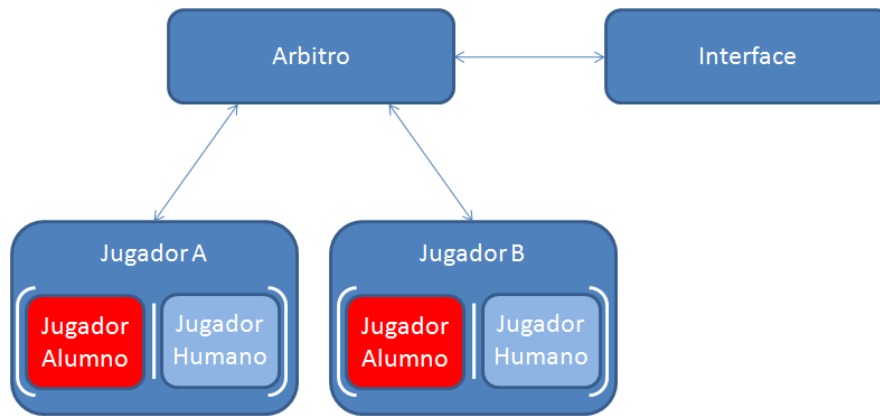 Arbitro
Interface
Jugador A
Jugador
Alumno
Jugador
Humano
Jugador B
Jugador
Alumno
Jugador
Humano